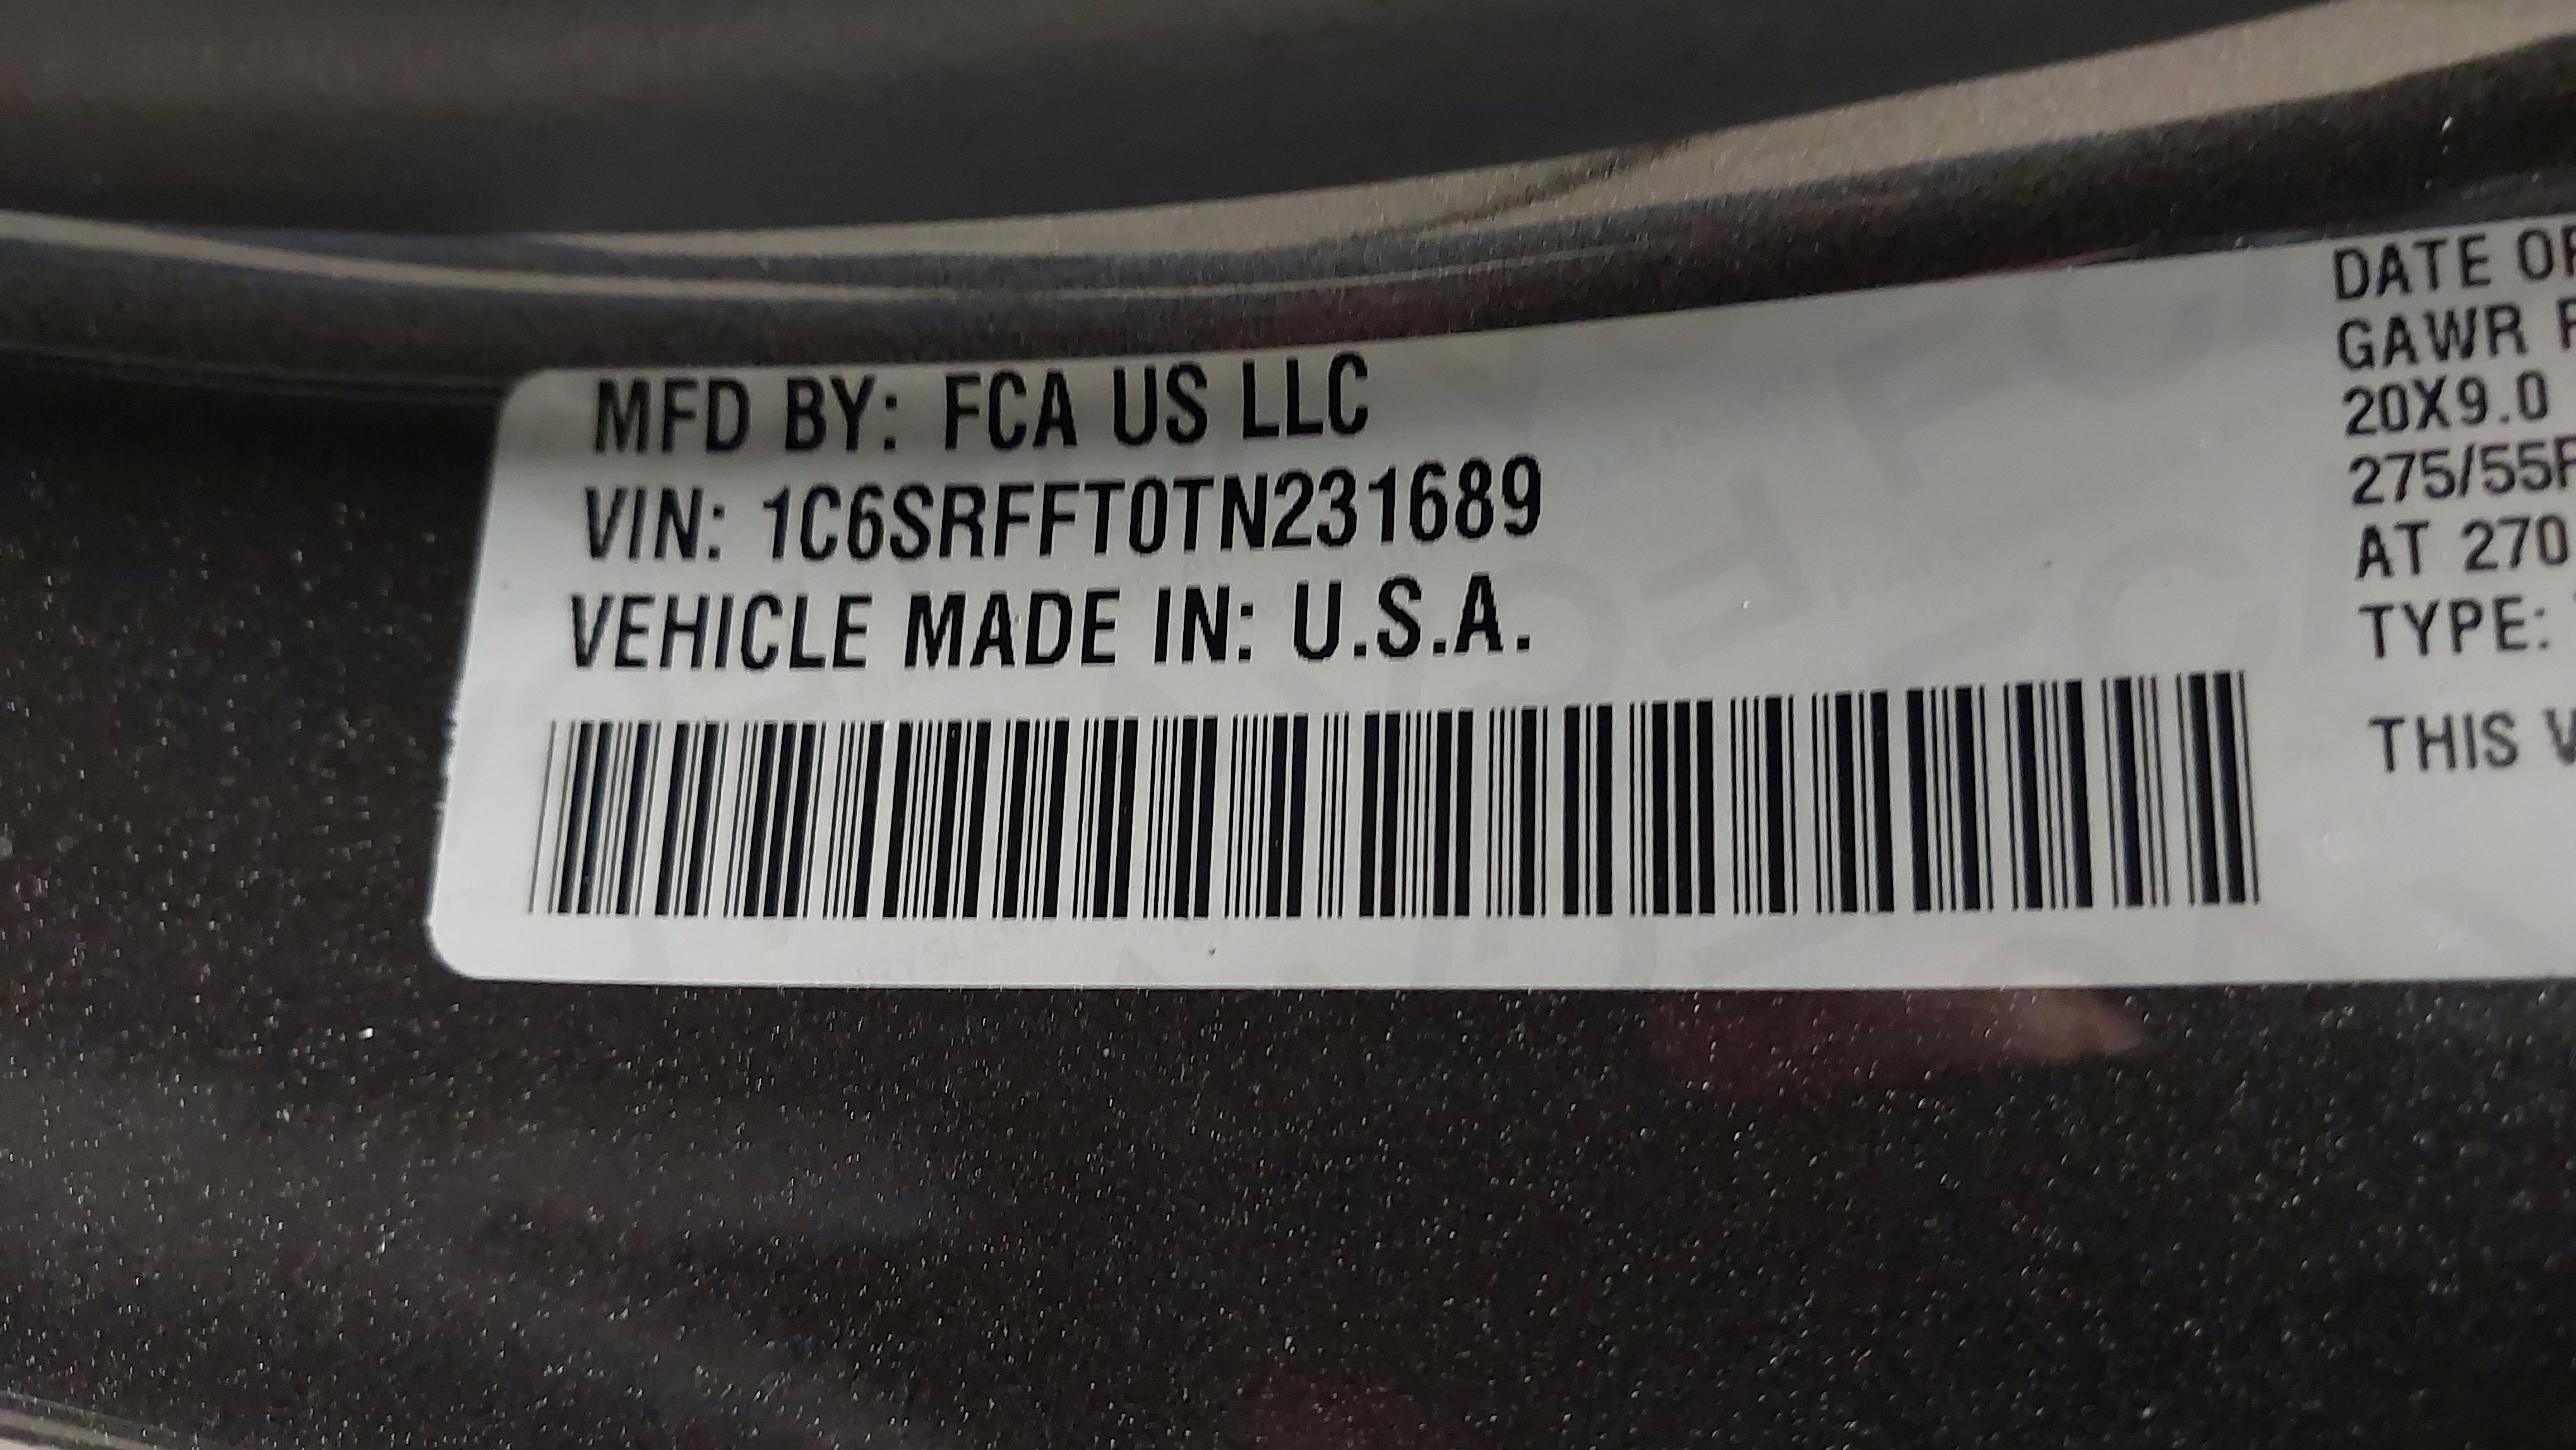 MFD BY: FCA US LLC
VIN: 1C6SRFFT0TN231689
VEHICLE MADE IN: U.S.A.
DATE
GAWR
20X9.0
275/55
AT 270
TYPE:
THIS